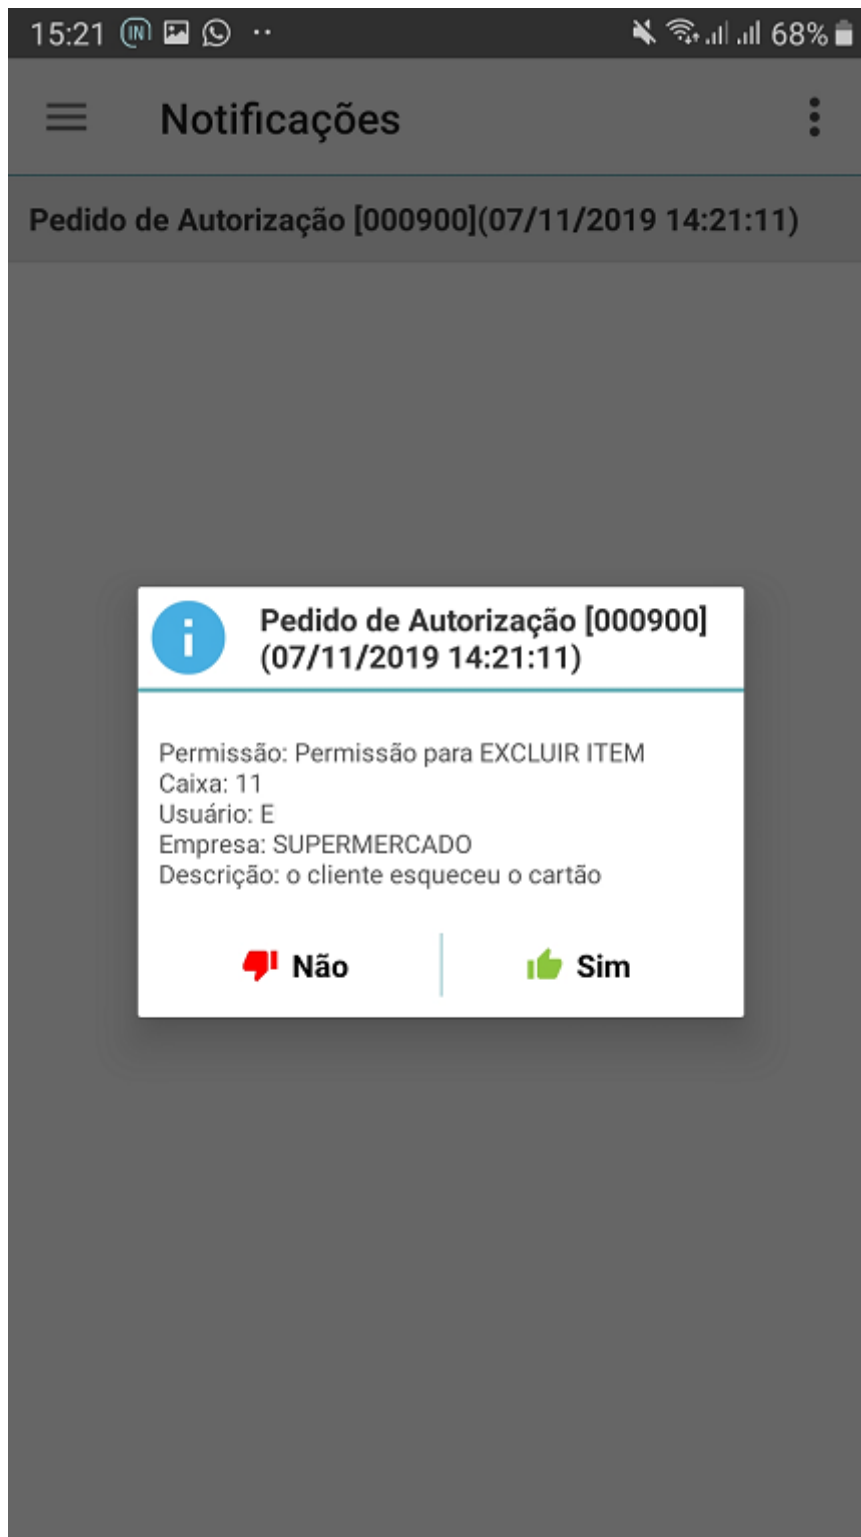 15:21 68%
Notificações
Pedido de Autorização [000900](07/11/2019 14:21:11)
Pedido de Autorização [000900]
(07/11/2019 14:21:11)
Permissão: Permissão para EXCLUIR ITEM
Caixa: 11
Usuário: E
Empresa: SUPERMERCADO
Descrição: o cliente esqueceu o cartão
Não Sim